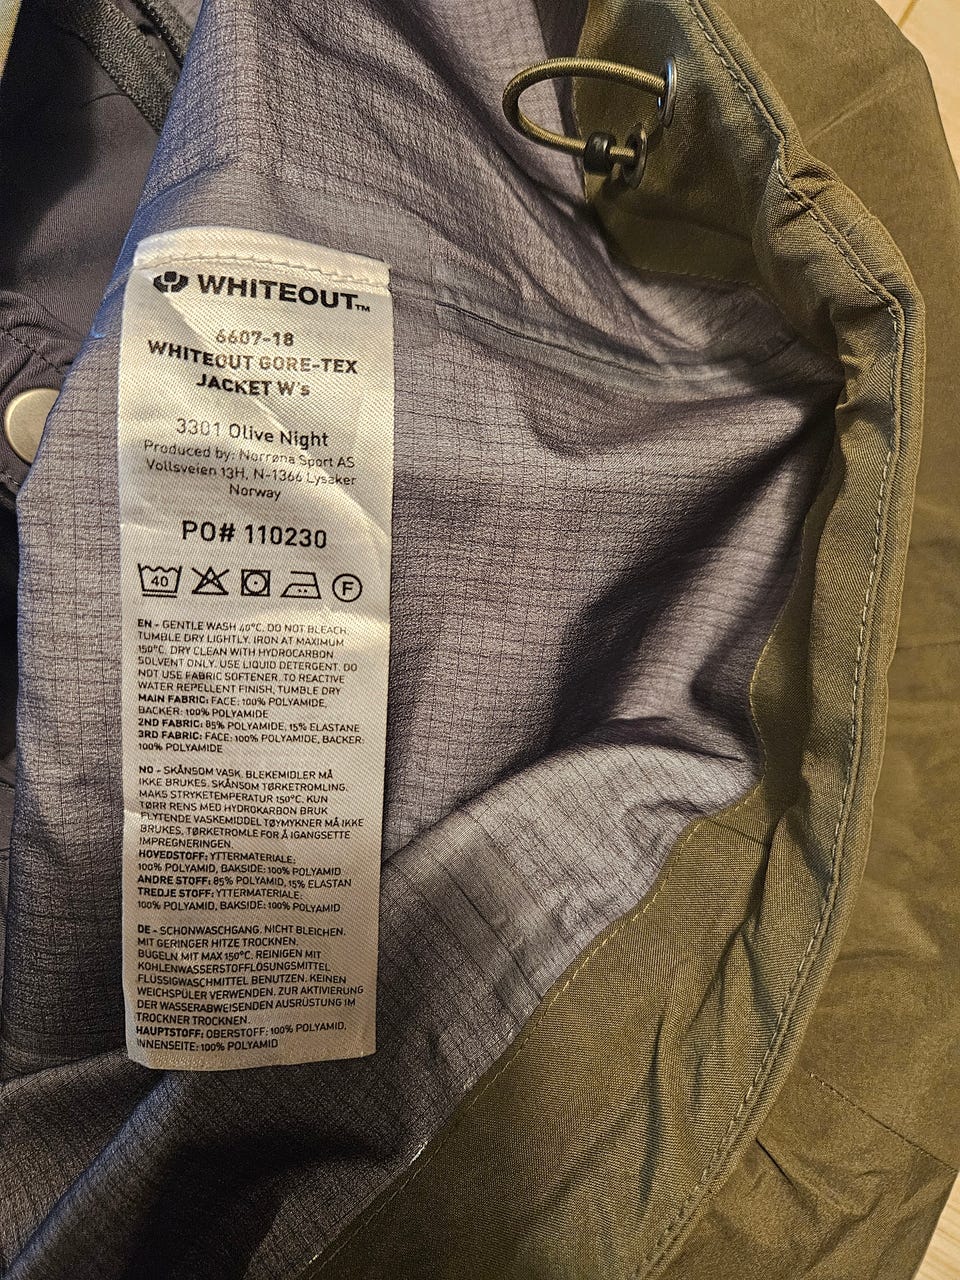 WHITEOUT™
6607-18
WHITEOUT GORE-TEX
JACKET W's
3301 Olive Night
Produced by: Norrøna Sport AS
Vollsveien 13H, N-1366 Lysaker
Norway
PO# 110230
40
F
EN - GENTLE WASH 40°C. DO NOT BLEACH.
TUMBLE DRY LIGHTLY. IRON AT MAXIMUM
150°C. DRY CLEAN WITH HYDROCARBON
SOLVENT ONLY. USE LIQUID DETERGENT. DO
NOT USE FABRIC SOFTENER. TO REACTIVE
WATER REPELLENT FINISH, TUMBLE DRY
MAIN FABRIC: FACE: 100% POLYAMIDE,
BACKER: 100% POLYAMIDE
2ND FABRIC: 85% POLYAMIDE, 15% ELASTANE
3RD FABRIC: FACE: 100% POLYAMIDE, BACKER:
100% POLYAMIDE
NO - SKÅNSOM VASK. BLEKEMIDLER MÅ
IKKE BRUKES. SKÅNSOM TØRKETROMLING.
MAKS STRYKETEMPERATUR 150°C. KUN
TØRR RENS MED HYDROKARBON BRUK
FLYTENDE VASKEMIDDEL TØYMYKNER MÅ IKKE
BRUKES. TØRKETROMLE FOR Å IGANGSETTE
IMPREGNERINGEN
HOVEDSTOFF: YTTERMATERIALE:
100% POLYAMID, BAKSIDE: 100% POLYAMID
ANDRE STOFF: 85% POLYAMID, 15% ELASTAN
TREDJE STOFF: YTTERMATERIALE:
100% POLYAMID, BAKSIDE: 100% POLYAMID
DE - SCHONWASCHGANG. NICHT BLEICHEN.
MIT GERINGER HITZE TROCKNEN.
BÜGELN MIT MAX 150°C. REINIGEN MIT
KOHLENWASSERSTOFFLÖSUNGSMITTEL
FLÜSSIGWASCHMITTEL BENUTZEN. KEINEN
WEICHSPÜLER VERWENDEN. ZUR AKTIVIERUNG
DER WASSERABWEISENDEN AUSRÜSTUNG IM
TROCKNER TROCKNEN.
HAUPTSTOFF: OBERSTOFF: 100% POLYAMID,
INNENSEITE: 100% POLYAMID